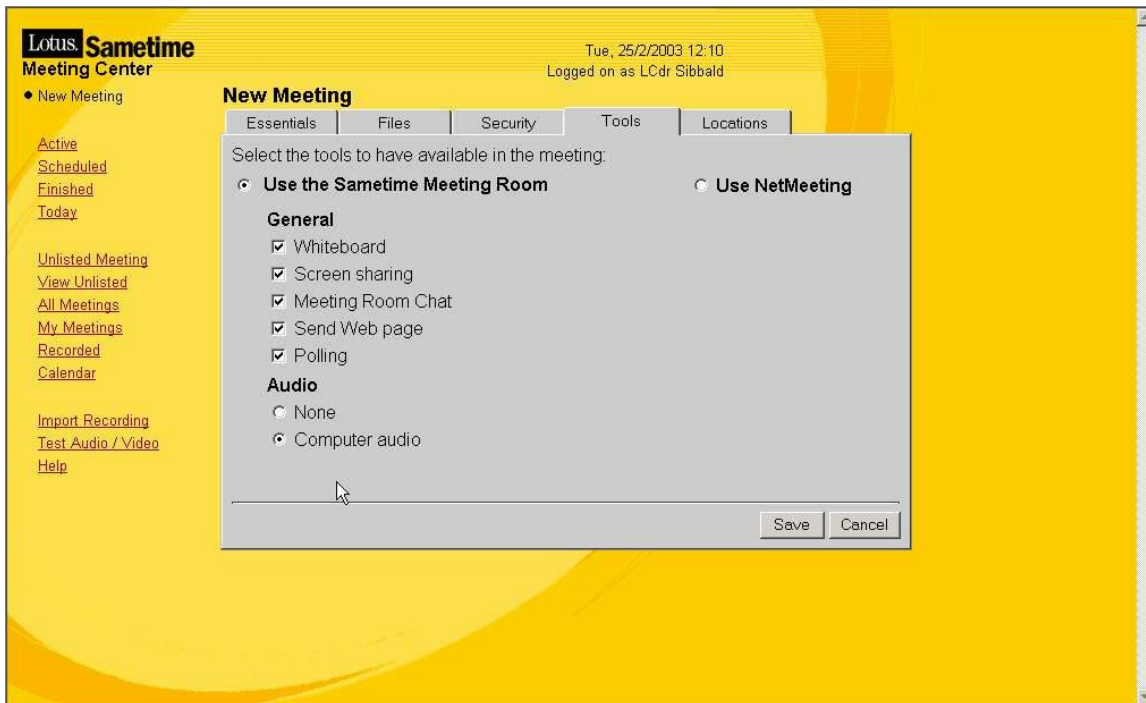 Lotus. Sametime
Meeting Center
Tue, 25/2/2003 12:10
Logged on as LCdr Sibbald
New Meeting
Active
Scheduled
Finished
Today
Unlisted Meeting
View Unlisted
All Meetings
My Meetings
Recorded
Calendar
Import Recording
Test Audio / Video
Help
New Meeting
Essentials Files Security Tools Locations
Select the tools to have available in the meeting:
Use the Sametime Meeting Room Use NetMeeting
General
Whiteboard
Screen sharing
Meeting Room Chat
Send Web page
Polling
Audio
None
Computer audio
Save Cancel